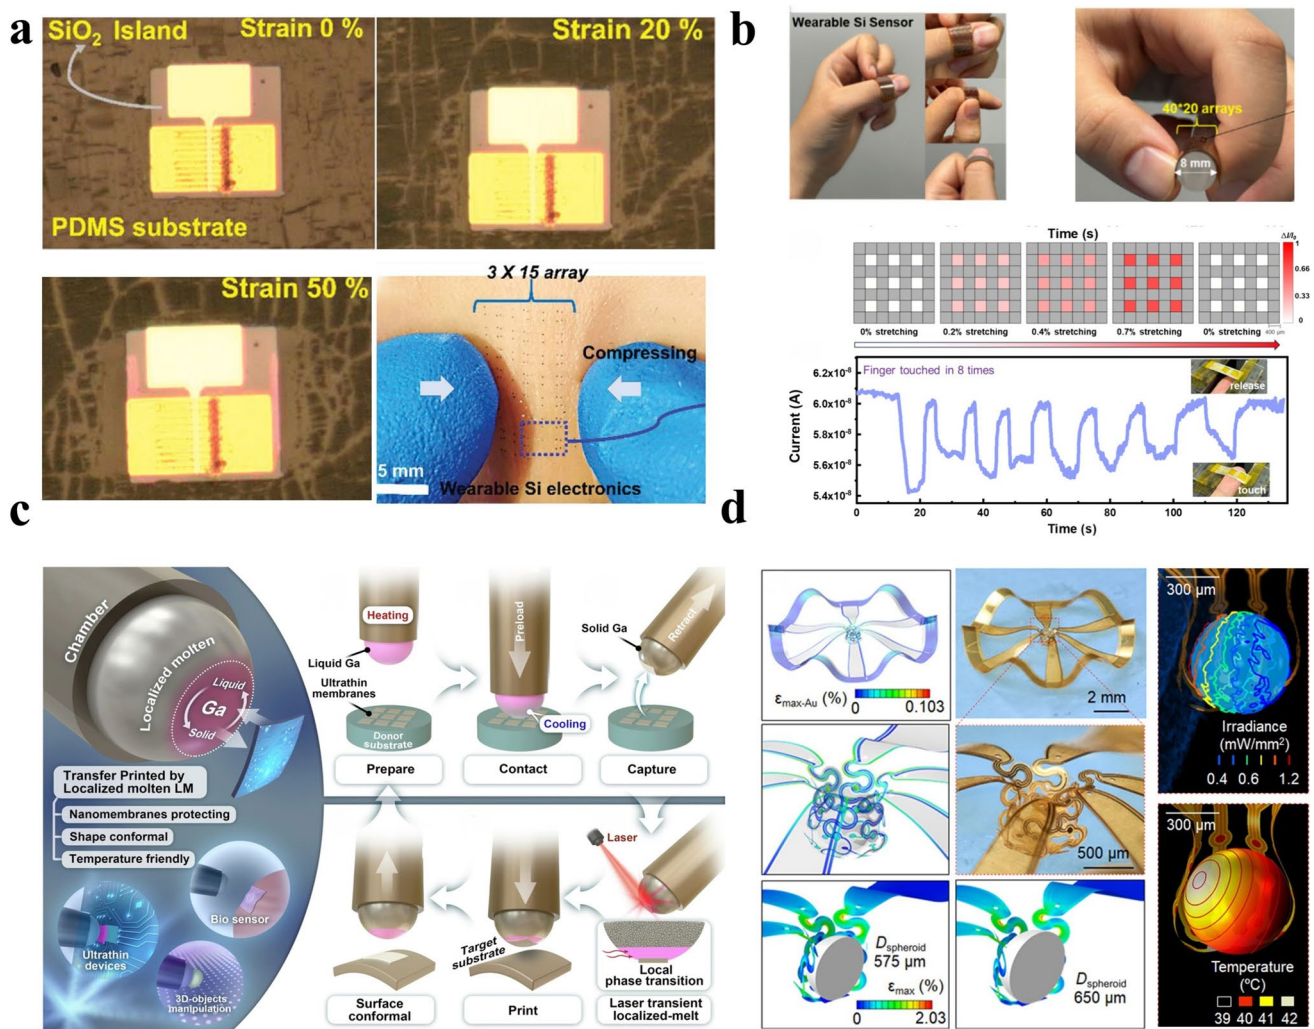 a
SiO2 Island
Strain 0 %
PDMS substrate
Strain 20 %
Strain 50 %
3 X 15 array
Compressing
5 mm
Wearable Si electronics
b
Wearable Si Sensor
40*20 arrays
8 mm
Time (s)
ΔI/I0
1
0.33
0
0% stretching
0.2% stretching
0.4% stretching
0.7% stretching
0% stretching
400 μm
Finger touched in 8 times
release
touch
Current (A)
6.2x10-8
6.0x10-8
5.8x10-8
5.6x10-8
5.4x10-8
0 20 40 60 80 100 120
Time (s)
c
Chamber
Localized molten
Liquid
Ga
Solid
Transfer Printed by
Localized molten LM
Nanomembranes protecting
Shape conformal
Temperature friendly
Bio sensor
Ultrathin
devices
3D-objects
manipulation
Heating
Liquid Ga
Ultrathin
membranes
Donor
substrate
Prepare
Preload
Cooling
Contact
Solid Ga
Retract
Capture
Laser
Local
phase transition
Laser transient
localized-melt
Target
substrate
Print
Surface
conformal
d
εmax-Au (%)
0 0.103
2 mm
500 μm
Dspheroid
575 μm
εmax (%)
0 2.03
Dspheroid
650 μm
300 μm
Irradiance
(mW/mm2)
0.4 0.6 1.2
300 μm
Temperature
(ºC)
39 40 41 42